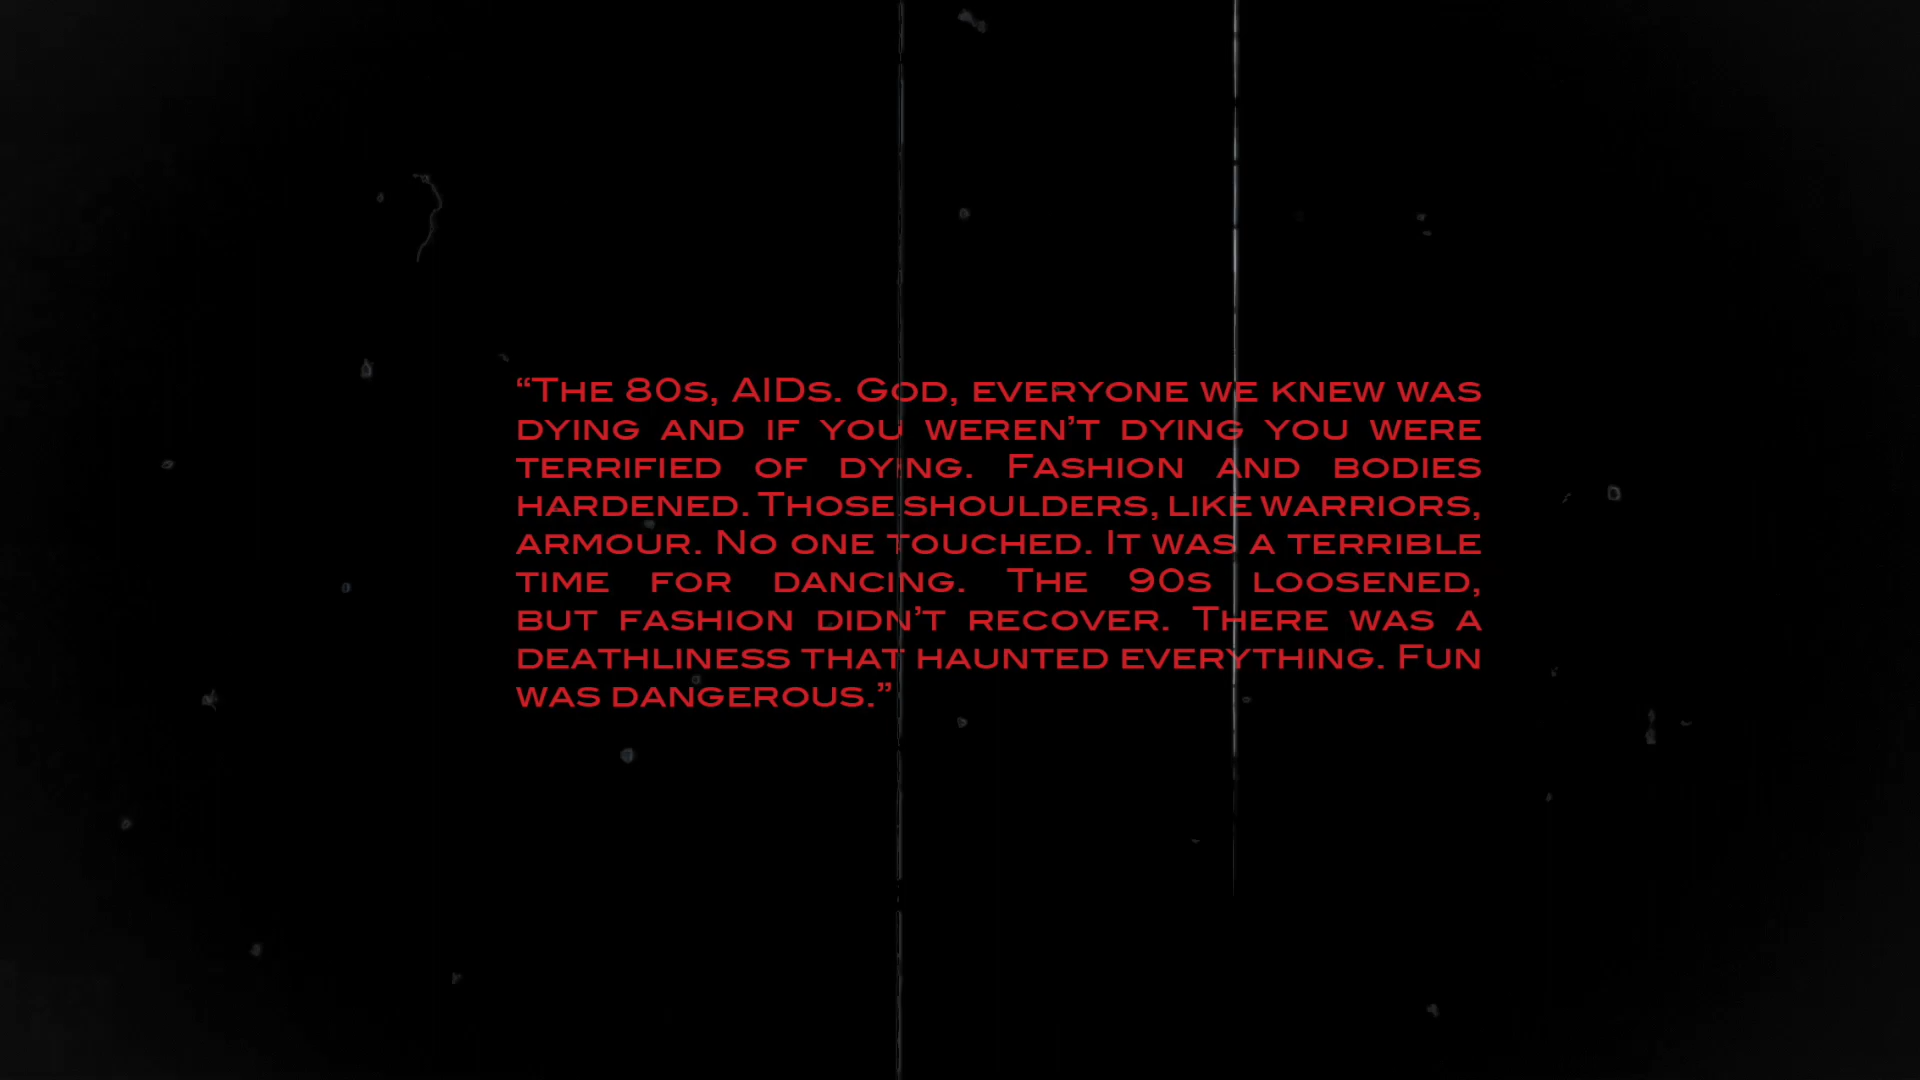 “The 80s, AIDs. God, everyone we knew was
dying and if you weren’t dying you were
terrified of dying. Fashion and bodies
hardened. Those shoulders, like warriors,
armour. No one touched. It was a terrible
time for dancing. The 90s loosened,
but fashion didn’t recover. There was a
deathliness that haunted everything. Fun
was dangerous.”